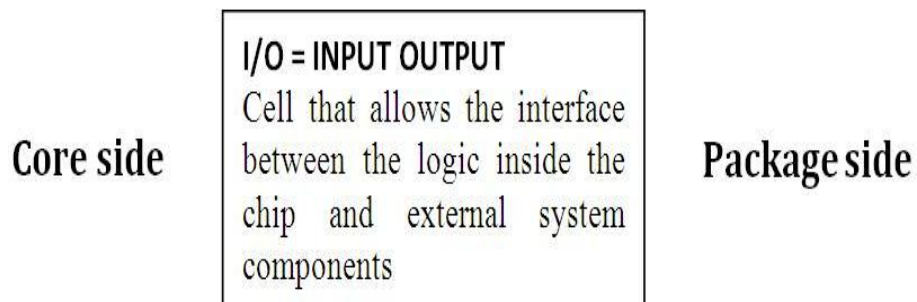 I/O = INPUT OUTPUT
Cell that allows the interface
between the logic inside the
chip and external system
components
Core side
Package side